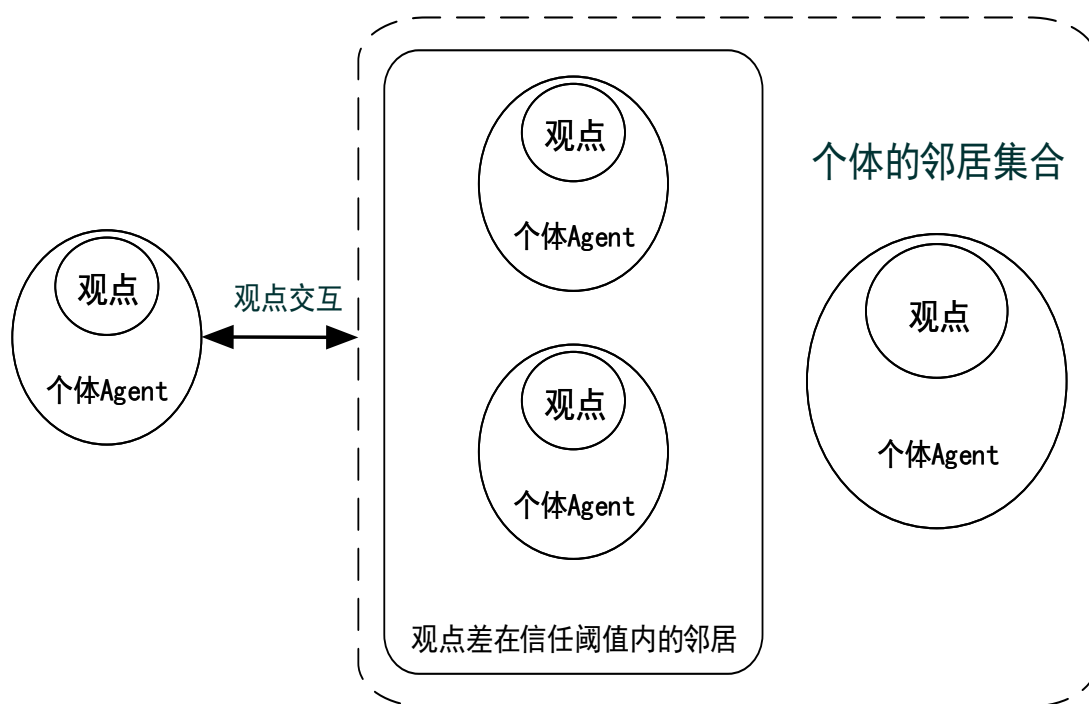 观点
个体Agent
观点交互
观点
个体Agent
观点
个体Agent
观点差在信任阈值内的邻居
个体的邻居集合
观点
个体Agent